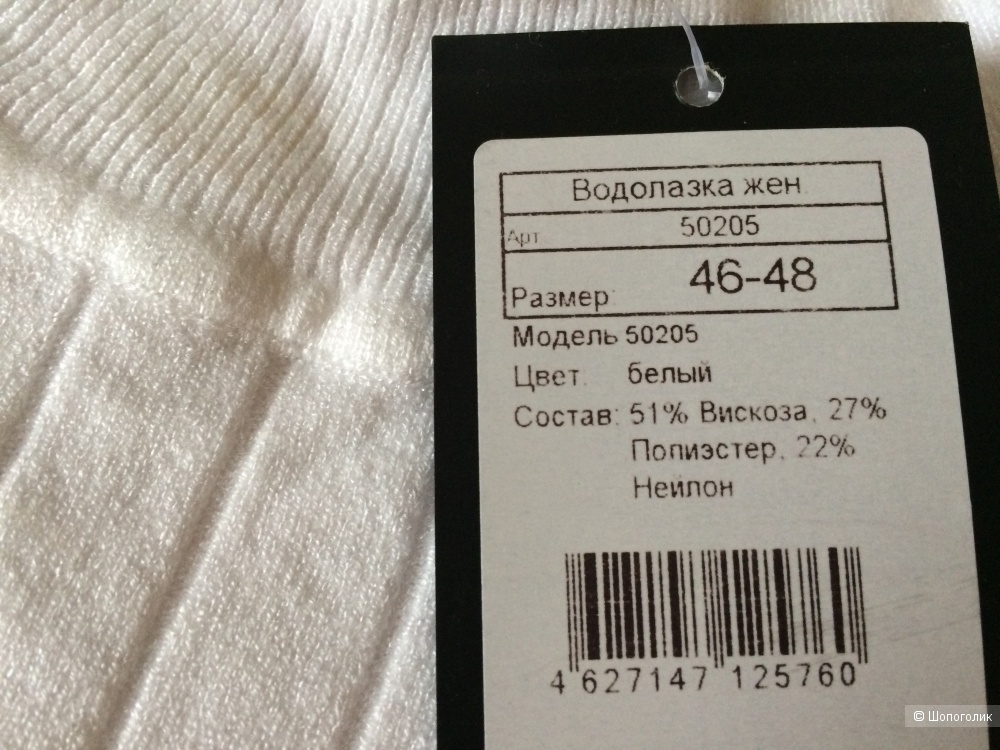 Водолазка жен
Арт 50205
Размер 46-48
Модель 50205
Цвет. белый
Состав: 51% Вискоза, 27%
Полиэстер, 22%
Нейлон
4 627147 125760
© Шопоголик